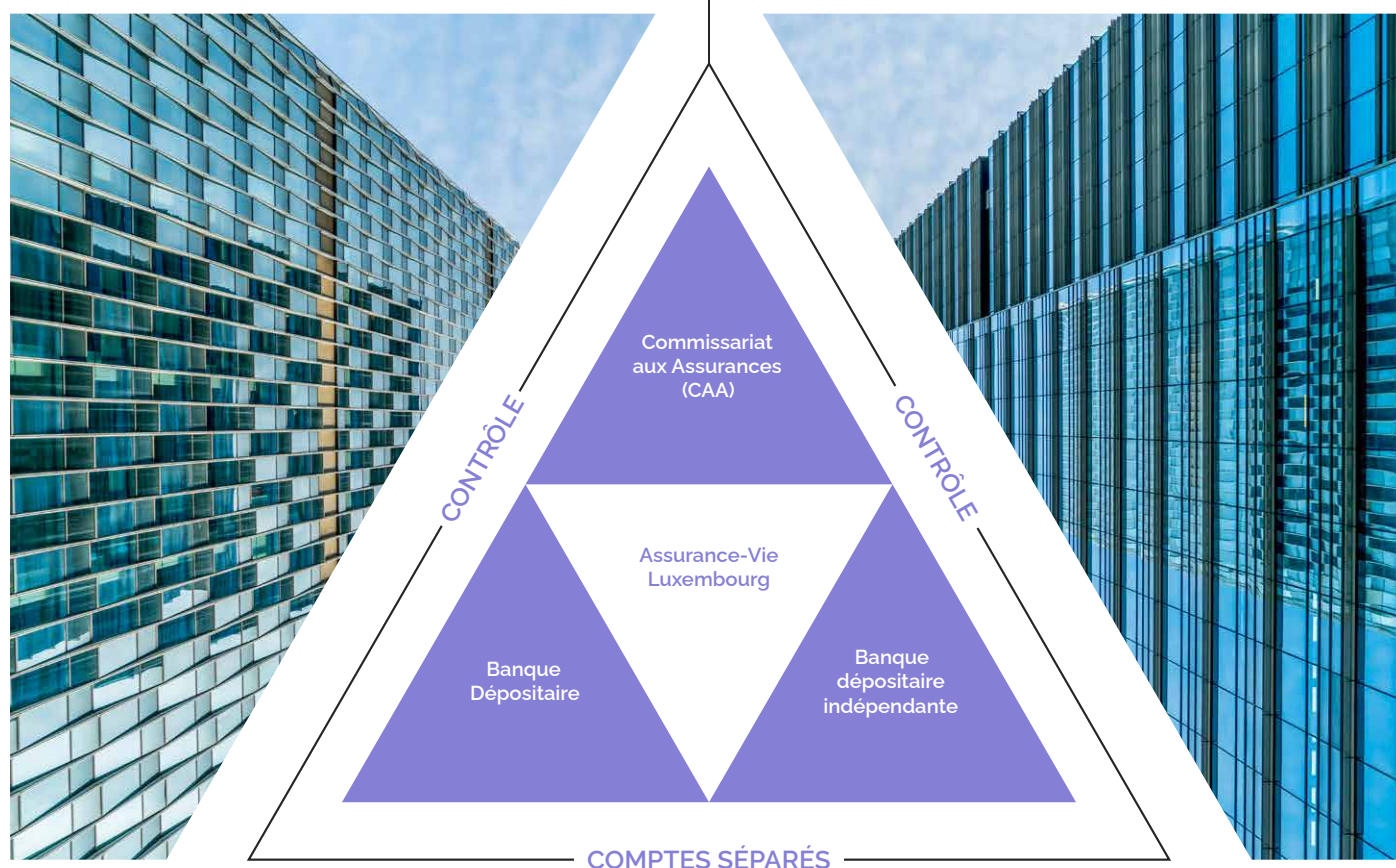 Commissariat
aux Assurances
(CAA)
CONTRÔLE
CONTRÔLE
Assurance-Vie
Luxembourg
Banque
Dépositaire
Banque
dépositaire
indépendante
COMPTES SÉPARÉS